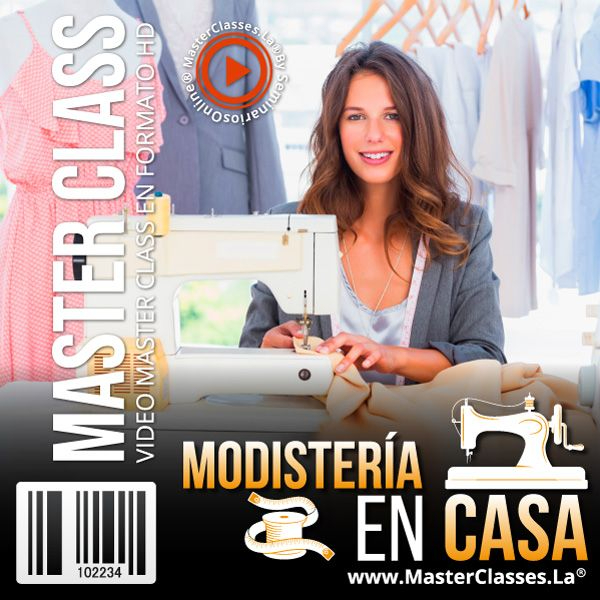 MASTER CLASS
VIDEO MASTER CLASS EN FORMATO HD
MasterClasses.La®By SeminariosOnline®
MODISTERÍA
EN CASA
102234
www.MasterClasses.La®